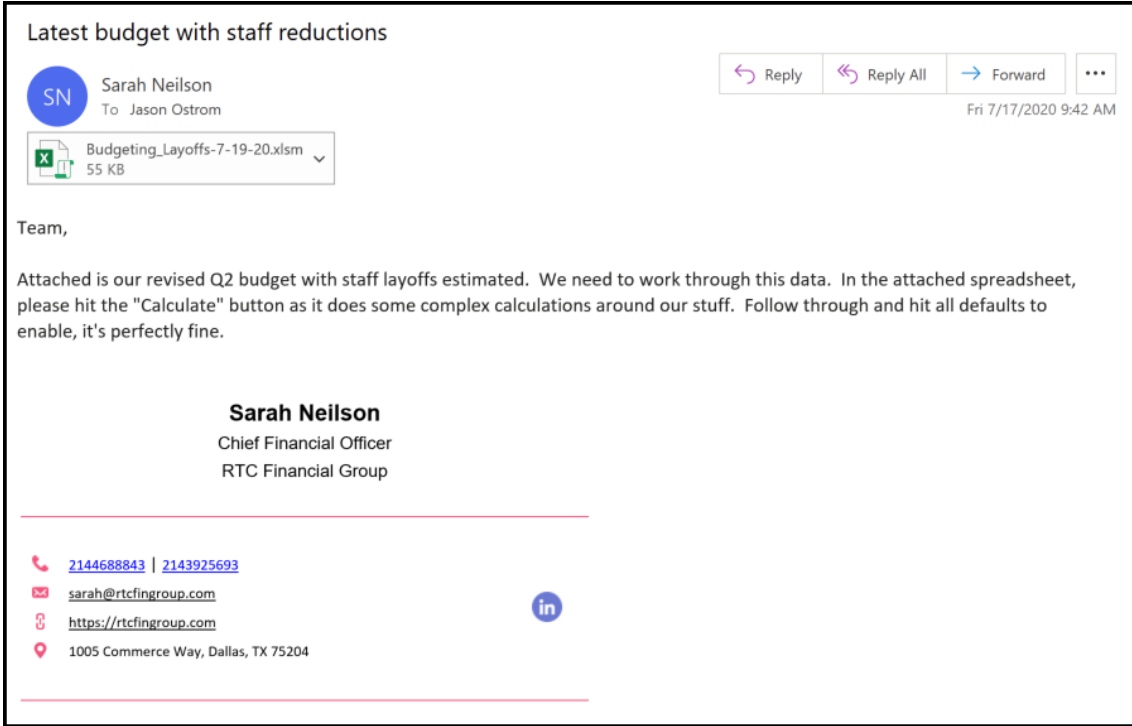 Latest budget with staff reductions
SN
Sarah Neilson
To Jason Ostrom
Reply
Reply All
Forward
Fri 7/17/2020 9:42 AM
Budgeting_Layoffs-7-19-20.xlsm
55 KB
Team,
Attached is our revised Q2 budget with staff layoffs estimated. We need to work through this data. In the attached spreadsheet,
please hit the "Calculate" button as it does some complex calculations around our stuff. Follow through and hit all defaults to
enable, it's perfectly fine.
Sarah Neilson
Chief Financial Officer
RTC Financial Group
2144688843 | 2143925693
sarah@rtcfingroup.com
https://rtcfingroup.com
in
1005 Commerce Way, Dallas, TX 75204